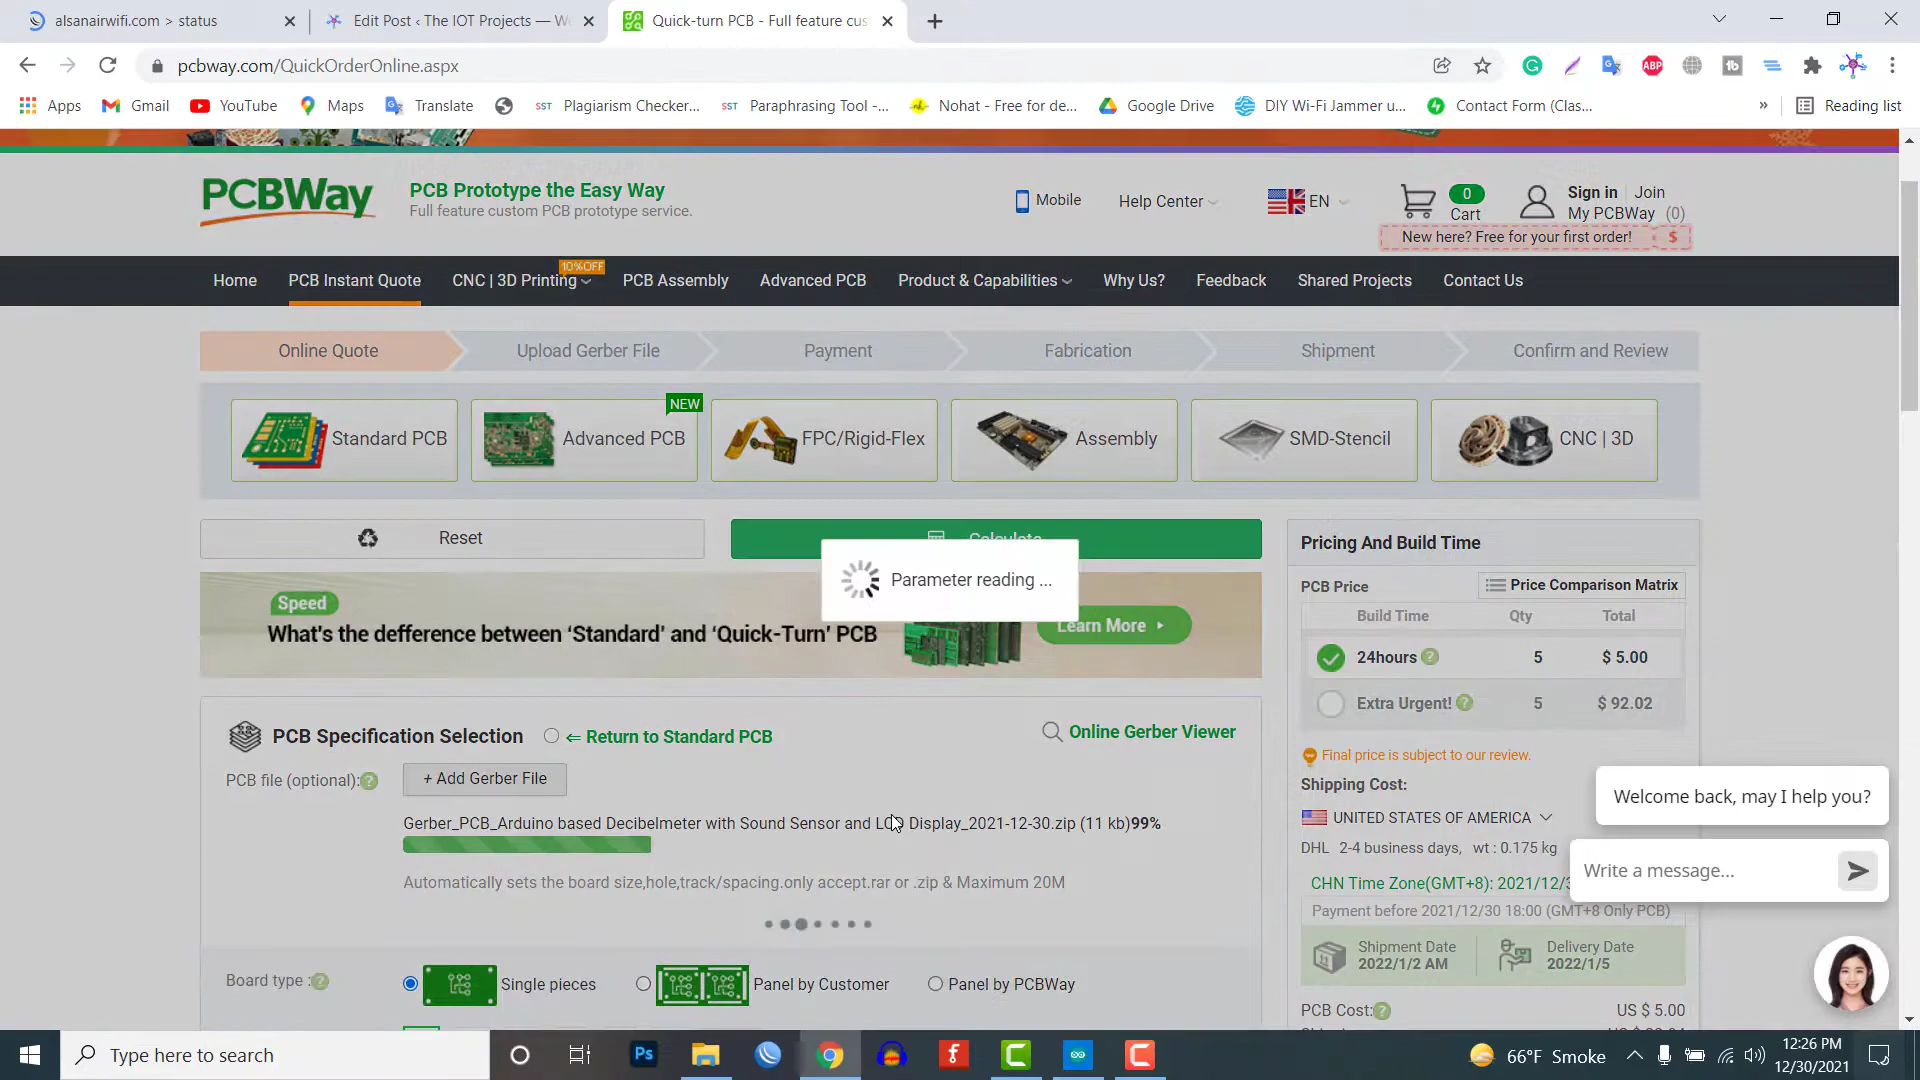 alsanairwifi.com > status
Edit Post ‹ The IOT Projects — W
Quick-turn PCB - Full feature cus
pcbway.com/QuickOrderOnline.aspx
ABP
tb
Apps
Gmail
YouTube
Maps
Translate
SST Plagiarism Checker...
SST Paraphrasing Tool -...
Nohat - Free for de...
Google Drive
DIY Wi-Fi Jammer u...
Contact Form (Clas...
»
Reading list
PCBWay
PCB Prototype the Easy Way
Full feature custom PCB prototype service.
Mobile
Help Center
EN
0
Cart
Sign in
Join
My PCBWay (0)
New here? Free for your first order! $
10%OFF
Home
PCB Instant Quote
CNC | 3D Printing
PCB Assembly
Advanced PCB
Product & Capabilities
Why Us?
Feedback
Shared Projects
Contact Us
Online Quote
Upload Gerber File
Payment
Fabrication
Shipment
Confirm and Review
NEW
Standard PCB
Advanced PCB
FPC/Rigid-Flex
Assembly
SMD-Stencil
CNC | 3D
Reset
Calculate
Parameter reading ...
Speed
What's the defference between 'Standard' and 'Quick-Turn' PCB
Learn More
PCB Specification Selection
⇐ Return to Standard PCB
Online Gerber Viewer
PCB file (optional):?
+ Add Gerber File
Gerber_PCB_Arduino based Decibelmeter with Sound Sensor and LCD Display_2021-12-30.zip (11 kb)99%
Automatically sets the board size,hole,track/spacing.only accept.rar or .zip & Maximum 20M
Board type :?
Single pieces
Panel by Customer
Panel by PCBWay
Pricing And Build Time
PCB Price
Price Comparison Matrix
Build Time Qty Total
24hours ? 5 $ 5.00
Extra Urgent! ? 5 $ 92.02
Final price is subject to our review.
Shipping Cost:
UNITED STATES OF AMERICA
DHL 2-4 business days, wt : 0.175 kg
CHN Time Zone(GMT+8): 2021/12/3
Payment before 2021/12/30 18:00 (GMT+8 Only PCB)
Shipment Date
2022/1/2 AM
Delivery Date
2022/1/5
PCB Cost:? US $ 5.00
Welcome back, may I help you?
Write a message...
Type here to search
Ps
66°F Smoke
12:26 PM
12/30/2021